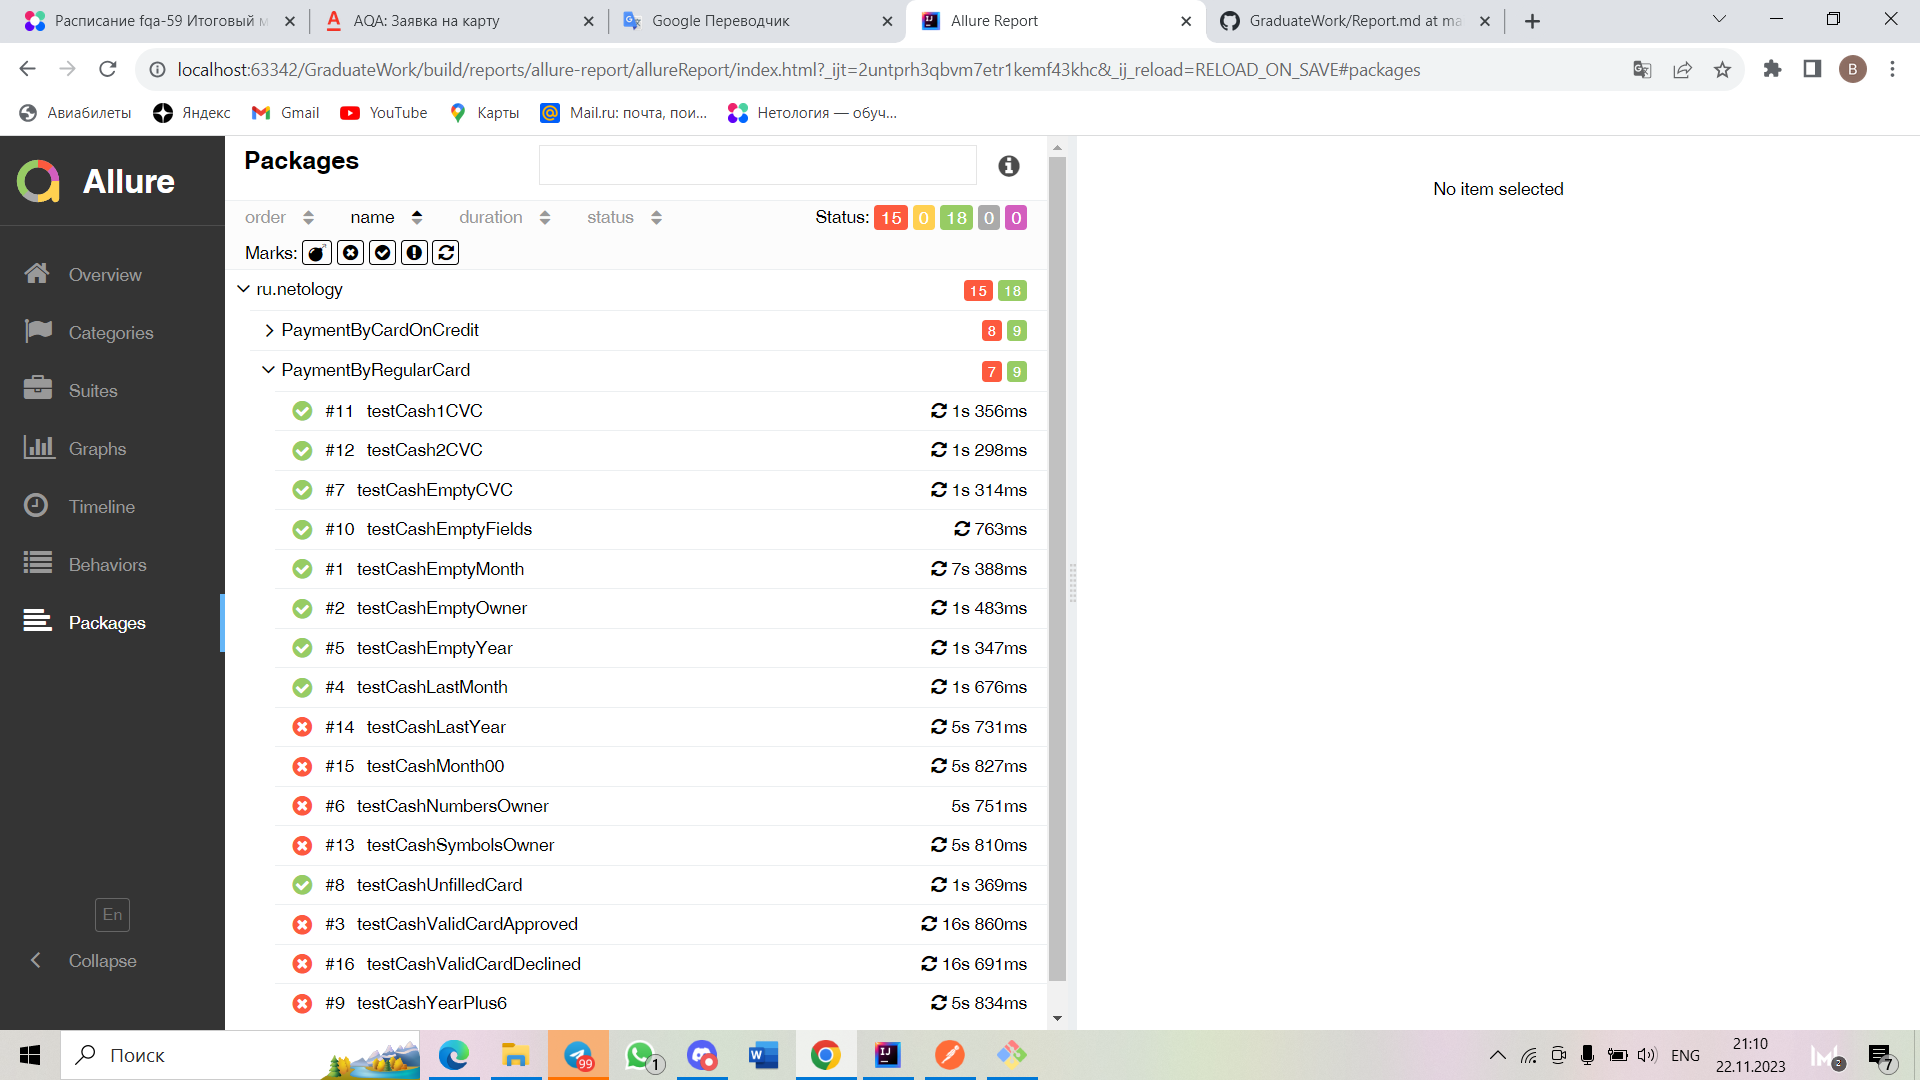 Расписание fqa-59 Итоговый м
AQA: Заявка на карту
Google Переводчик
Allure Report
GraduateWork/Report.md at ma
localhost:63342/GraduateWork/build/reports/allure-report/allureReport/index.html?_ijt=2untprh3qbvm7etr1kemf43khc&_ij_reload=RELOAD_ON_SAVE#packages
B
Авиабилеты
Яндекс
Gmail
YouTube
Карты
Mail.ru: почта, пои...
Нетология — обуч...
Allure
Overview
Categories
Suites
Graphs
Timeline
Behaviors
Packages
En
Collapse
Packages
order name duration status Status: 15 0 18 0 0
Marks:
ru.netology 15 18
PaymentByCardOnCredit 8 9
PaymentByRegularCard 7 9
#11 testCash1CVC 1s 356ms
#12 testCash2CVC 1s 298ms
#7 testCashEmptyCVC 1s 314ms
#10 testCashEmptyFields 763ms
#1 testCashEmptyMonth 7s 388ms
#2 testCashEmptyOwner 1s 483ms
#5 testCashEmptyYear 1s 347ms
#4 testCashLastMonth 1s 676ms
#14 testCashLastYear 5s 731ms
#15 testCashMonth00 5s 827ms
#6 testCashNumbersOwner 5s 751ms
#13 testCashSymbolsOwner 5s 810ms
#8 testCashUnfilledCard 1s 369ms
#3 testCashValidCardApproved 16s 860ms
#16 testCashValidCardDeclined 16s 691ms
#9 testCashYearPlus6 5s 834ms
No item selected
Поиск
99
1
W
IJ
ENG
21:10
22.11.2023
2
7